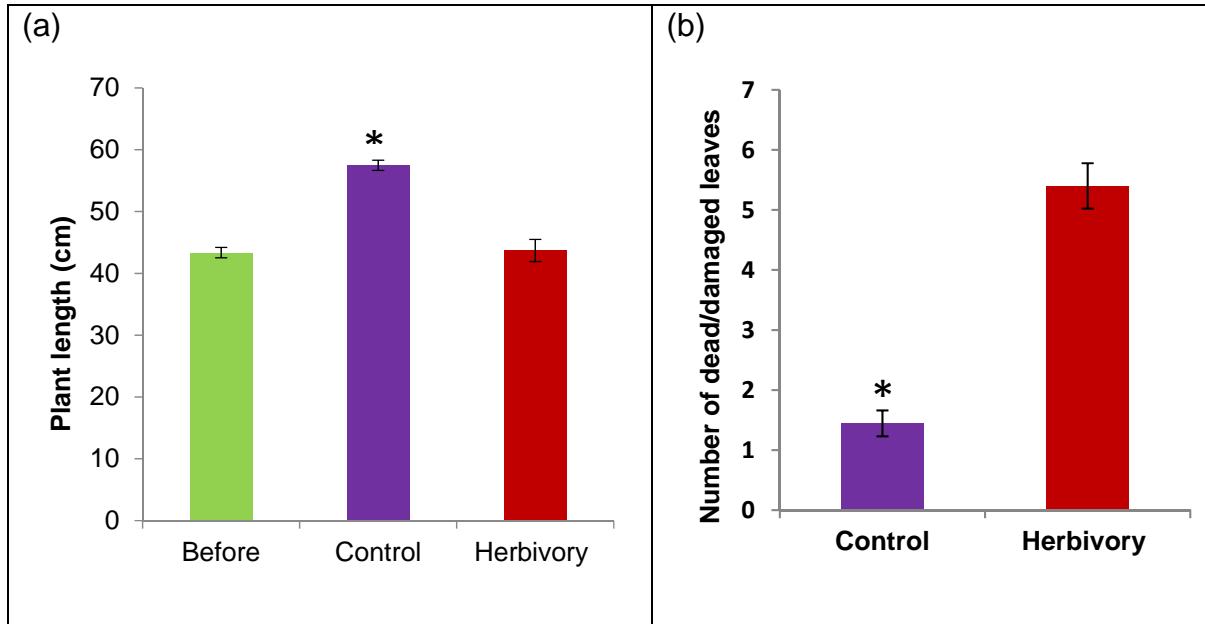 (a)
Plant length (cm)
70
60
50
40
30
20
10
0
*
Before
Control
Herbivory
(b)
Number of dead/damaged leaves
7
6
5
4
3
2
1
0
*
Control
Herbivory